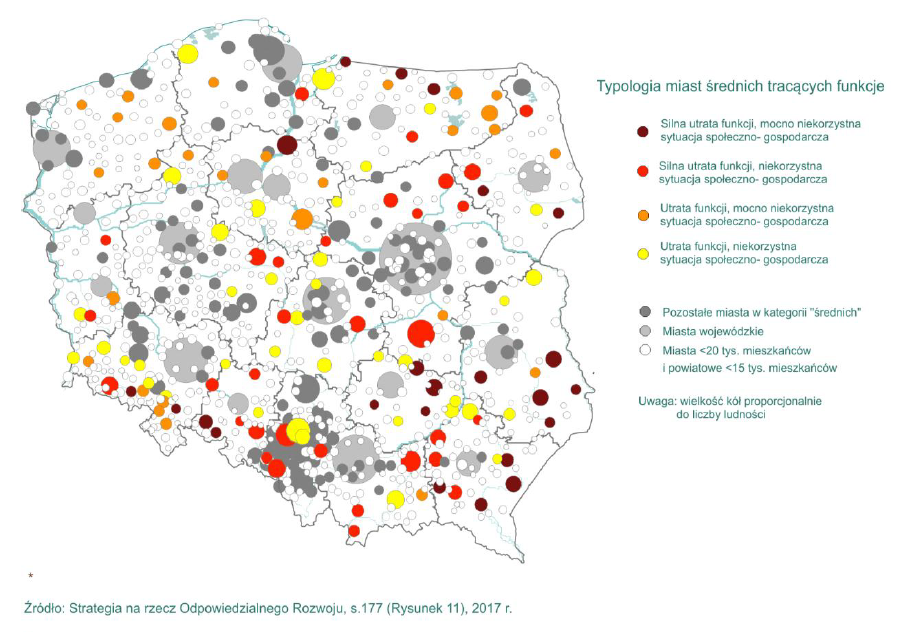 Typologia miast średnich tracących funkcje
Silna utrata funkcji, mocno niekorzystna
sytuacja społeczno- gospodarcza
Silna utrata funkcji, niekorzystna
sytuacja społeczno- gospodarcza
Utrata funkcji, mocno niekorzystna
sytuacja społeczno- gospodarcza
Utrata funkcji, niekorzystna
sytuacja społeczno- gospodarcza
Pozostałe miasta w kategorii "średnich"
Miasta wojewódzkie
Miasta <20 tys. mieszkańców
i powiatowe <15 tys. mieszkańców
Uwaga: wielkość kół proporcjonalnie
do liczby ludności
*
Źródło: Strategia na rzecz Odpowiedzialnego Rozwoju, s.177 (Rysunek 11), 2017 r.